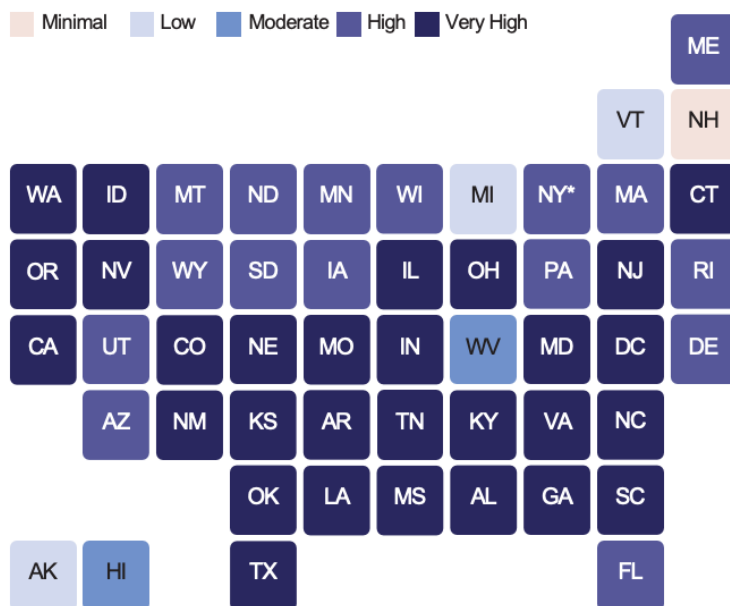 Minimal Low Moderate High Very High
ME
VT NH
WA ID MT ND MN WI MI NY* MA CT
OR NV WY SD IA IL OH PA NJ RI
CA UT CO NE MO IN WV MD DC DE
AZ NM KS AR TN KY VA NC
OK LA MS AL GA SC
AK HI TX FL